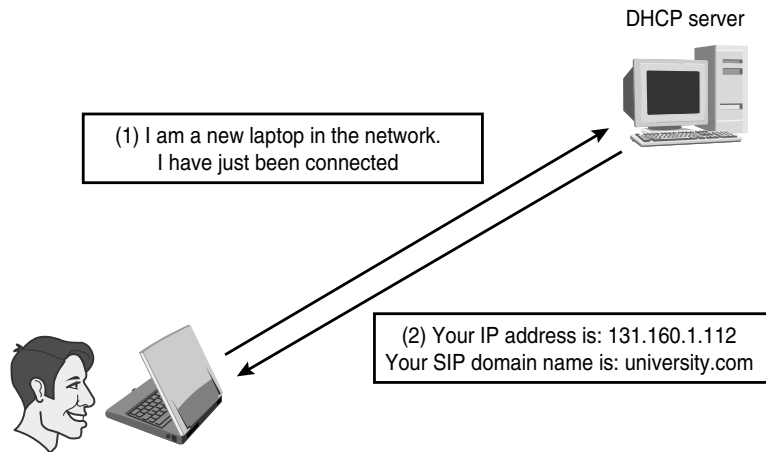 DHCP server
(1) I am a new laptop in the network.
I have just been connected
(2) Your IP address is: 131.160.1.112
Your SIP domain name is: university.com